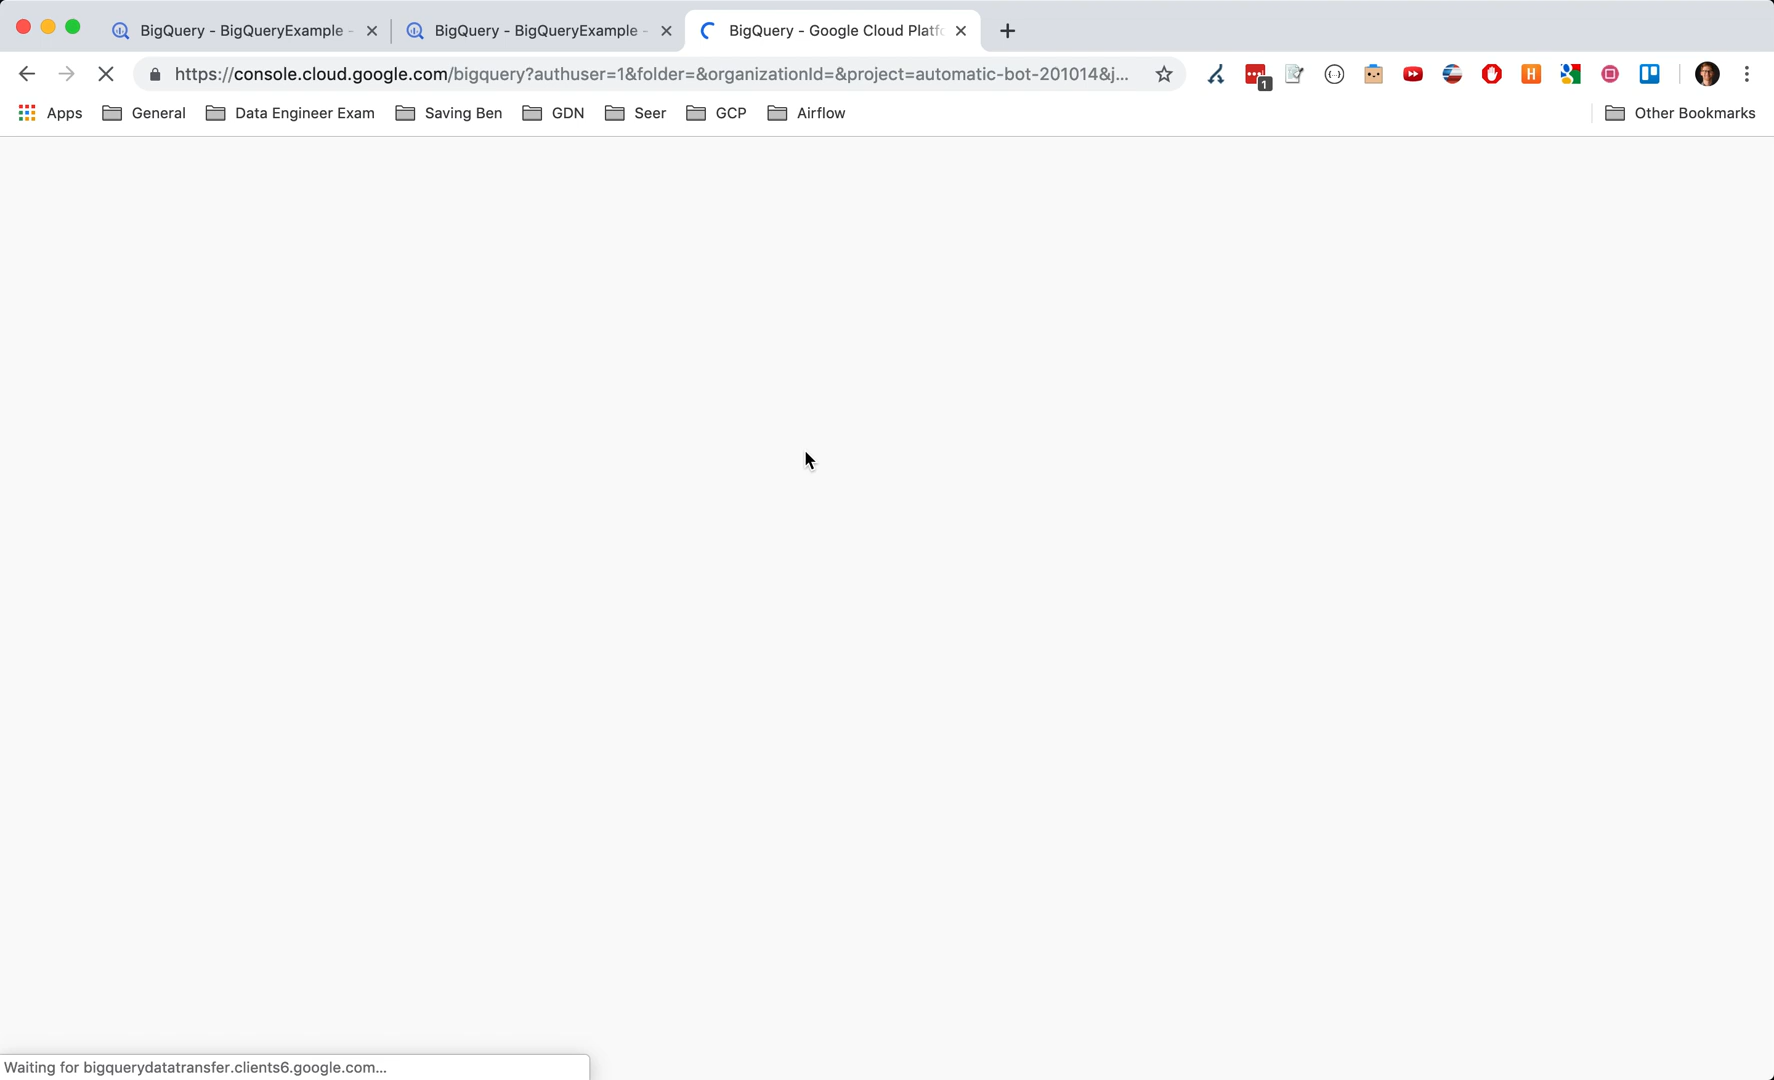 BigQuery - BigQueryExample -
BigQuery - BigQueryExample -
BigQuery - Google Cloud Platf
https://console.cloud.google.com/bigquery?authuser=1&folder=&organizationId=&project=automatic-bot-201014&j...
1
H
Apps
General
Data Engineer Exam
Saving Ben
GDN
Seer
GCP
Airflow
Other Bookmarks
Waiting for bigquerydatatransfer.clients6.google.com...